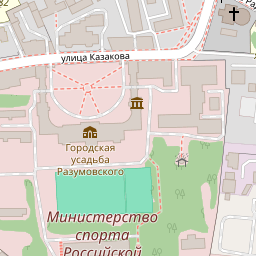 улица Казакова
Городская
усадьба
Разумовского
Министерство
спорта
Российской